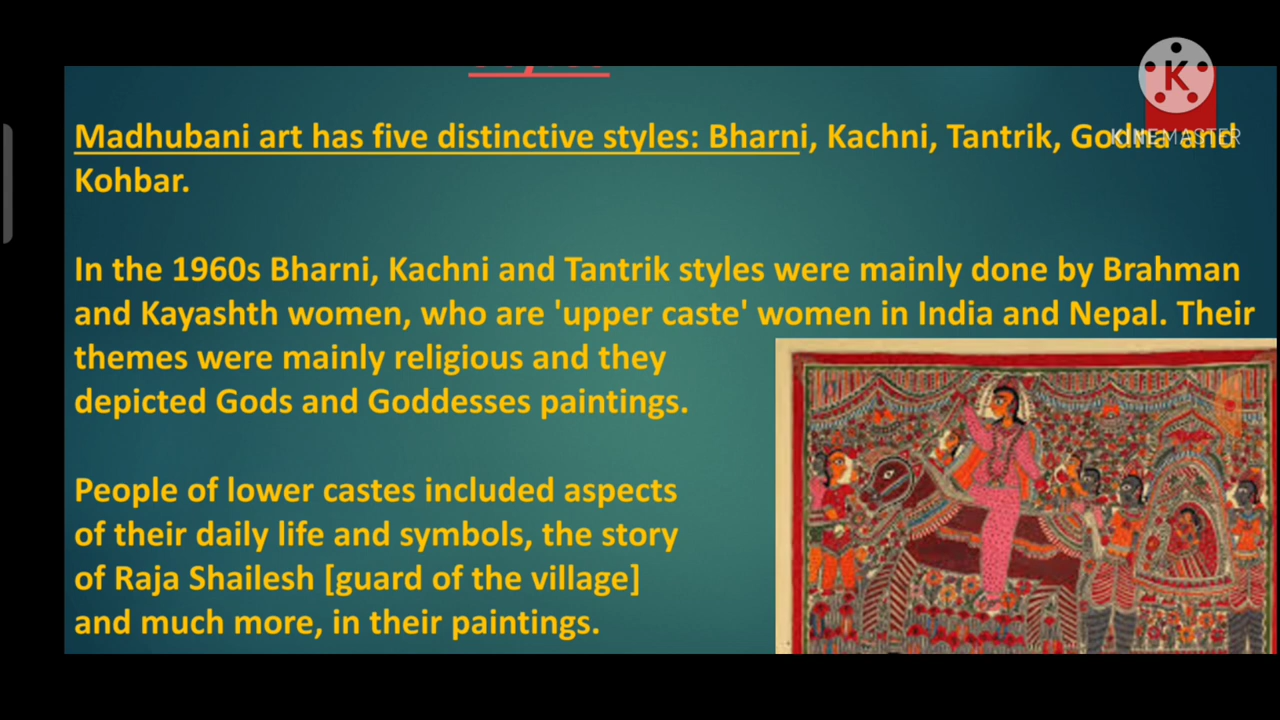 Styles
Madhubani art has five distinctive styles: Bharni, Kachni, Tantrik, Godna and
Kohbar.
In the 1960s Bharni, Kachni and Tantrik styles were mainly done by Brahman
and Kayashth women, who are 'upper caste' women in India and Nepal. Their
themes were mainly religious and they
depicted Gods and Goddesses paintings.
People of lower castes included aspects
of their daily life and symbols, the story
of Raja Shailesh [guard of the village]
and much more, in their paintings.
K
KINEMASTER